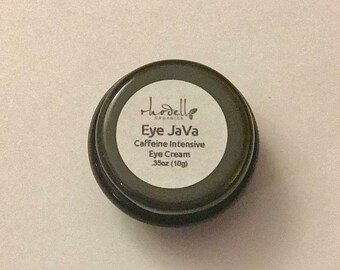 rhodell
ORGANICS
Eye JaVa
Caffeine Intensive
Eye Cream
.35oz (10g)